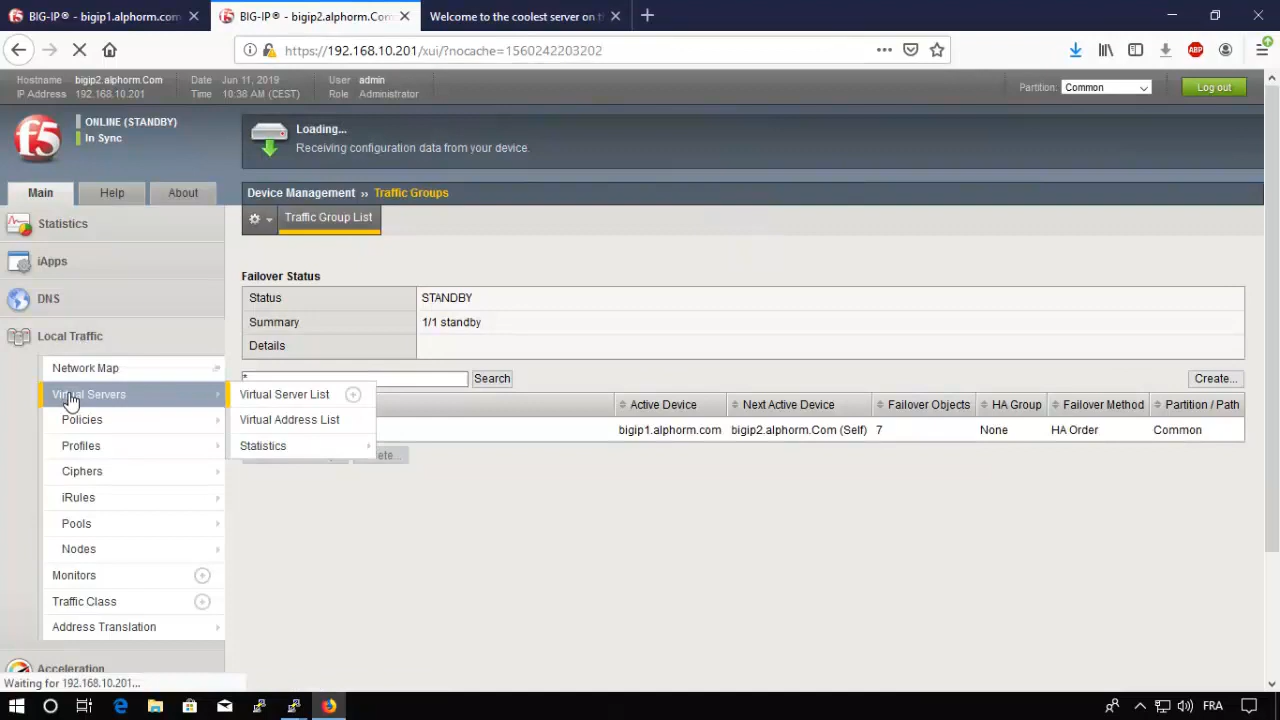 BIG-IP® - bigip1.alphorm.com
BIG-IP® - bigip2.alphorm.Com
Welcome to the coolest server on
https://192.168.10.201/xui/?nocache=1560242203202
ABP
Hostname bigip2.alphorm.Com Date Jun 11, 2019 User admin
IP Address 192.168.10.201 Time 10:38 AM (CEST) Role Administrator
Partition: Common
Log out
f5
ONLINE (STANDBY)
In Sync
Loading...
Receiving configuration data from your device.
Main Help About
Device Management ›› Traffic Groups
Traffic Group List
Statistics
iApps
DNS
Local Traffic
Network Map
Virtual Servers
Policies
Profiles
Ciphers
iRules
Pools
Nodes
Monitors
Traffic Class
Address Translation
Acceleration
Virtual Server List
Virtual Address List
Statistics
Failover Status
Status STANDBY
Summary 1/1 standby
Details
*
Search
Create...
Active Device Next Active Device Failover Objects HA Group Failover Method Partition / Path
bigip1.alphorm.com bigip2.alphorm.Com (Self) 7 None HA Order Common
Waiting for 192.168.10.201...
FRA